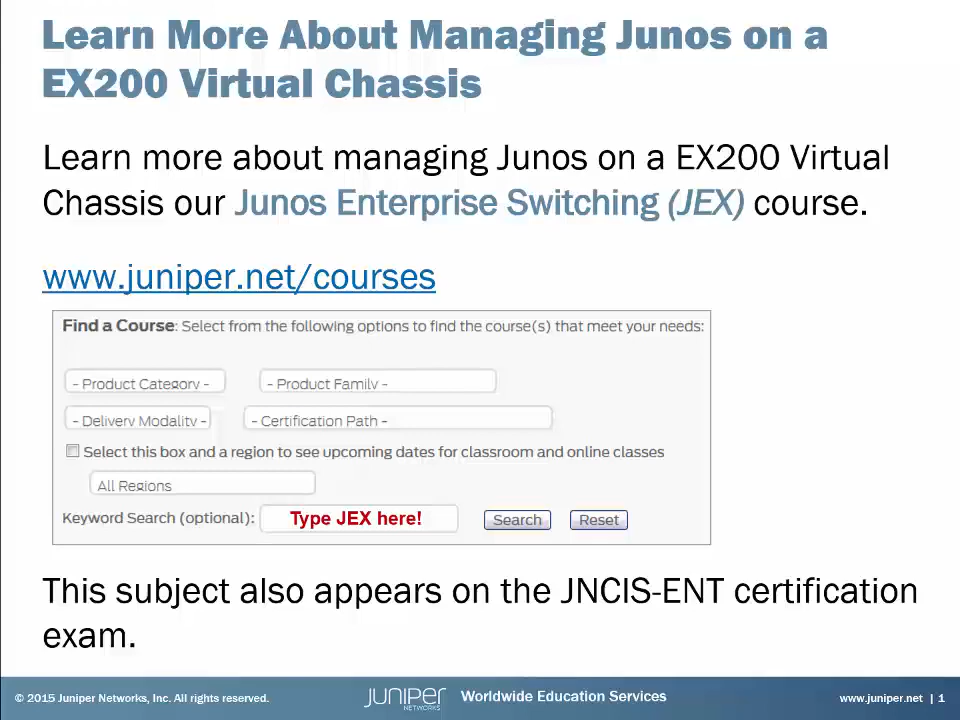 Learn More About Managing Junos on a
EX200 Virtual Chassis
Learn more about managing Junos on a EX200 Virtual
Chassis our Junos Enterprise Switching (JEX) course.
www.juniper.net/courses
Find a Course: Select from the following options to find the course(s) that meet your needs:
- Product Category - - Product Family -
- Delivery Modality - - Certification Path -
Select this box and a region to see upcoming dates for classroom and online classes
All Regions
Keyword Search (optional): Type JEX here! Search Reset
This subject also appears on the JNCIS-ENT certification
exam.
© 2015 Juniper Networks, Inc. All rights reserved. JUNIPER NETWORKS Worldwide Education Services www.juniper.net | 1